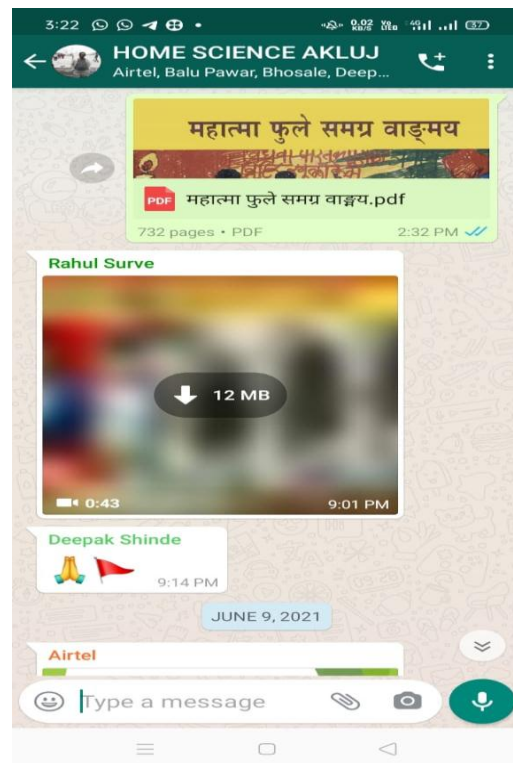 3:22
0.02 KB/S
4G
37
HOME SCIENCE AKLUJ
Airtel, Balu Pawar, Bhosale, Deep...
महात्मा फुले समग्र वाङ्मय
PDF
महात्मा फुले समग्र वाङ्मय.pdf
732 pages • PDF
2:32 PM
Rahul Surve
12 MB
0:43
9:01 PM
Deepak Shinde
9:14 PM
JUNE 9, 2021
Airtel
Type a message